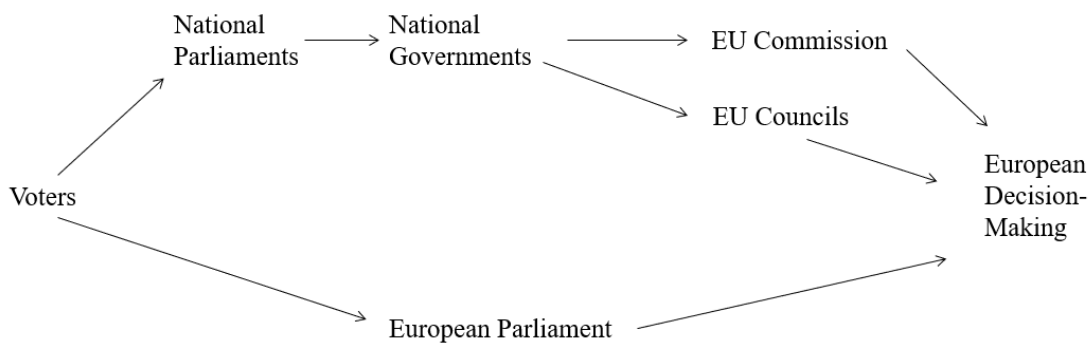 National
Parliaments
National
Governments
EU Commission
EU Councils
Voters
European
Decision-
Making
European Parliament